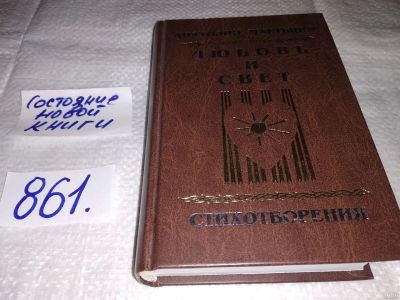 Состояние
новой
книги
861.
ЛЮБОВЬ
И
СВЕТ
СТИХОТВОРЕНИЯ